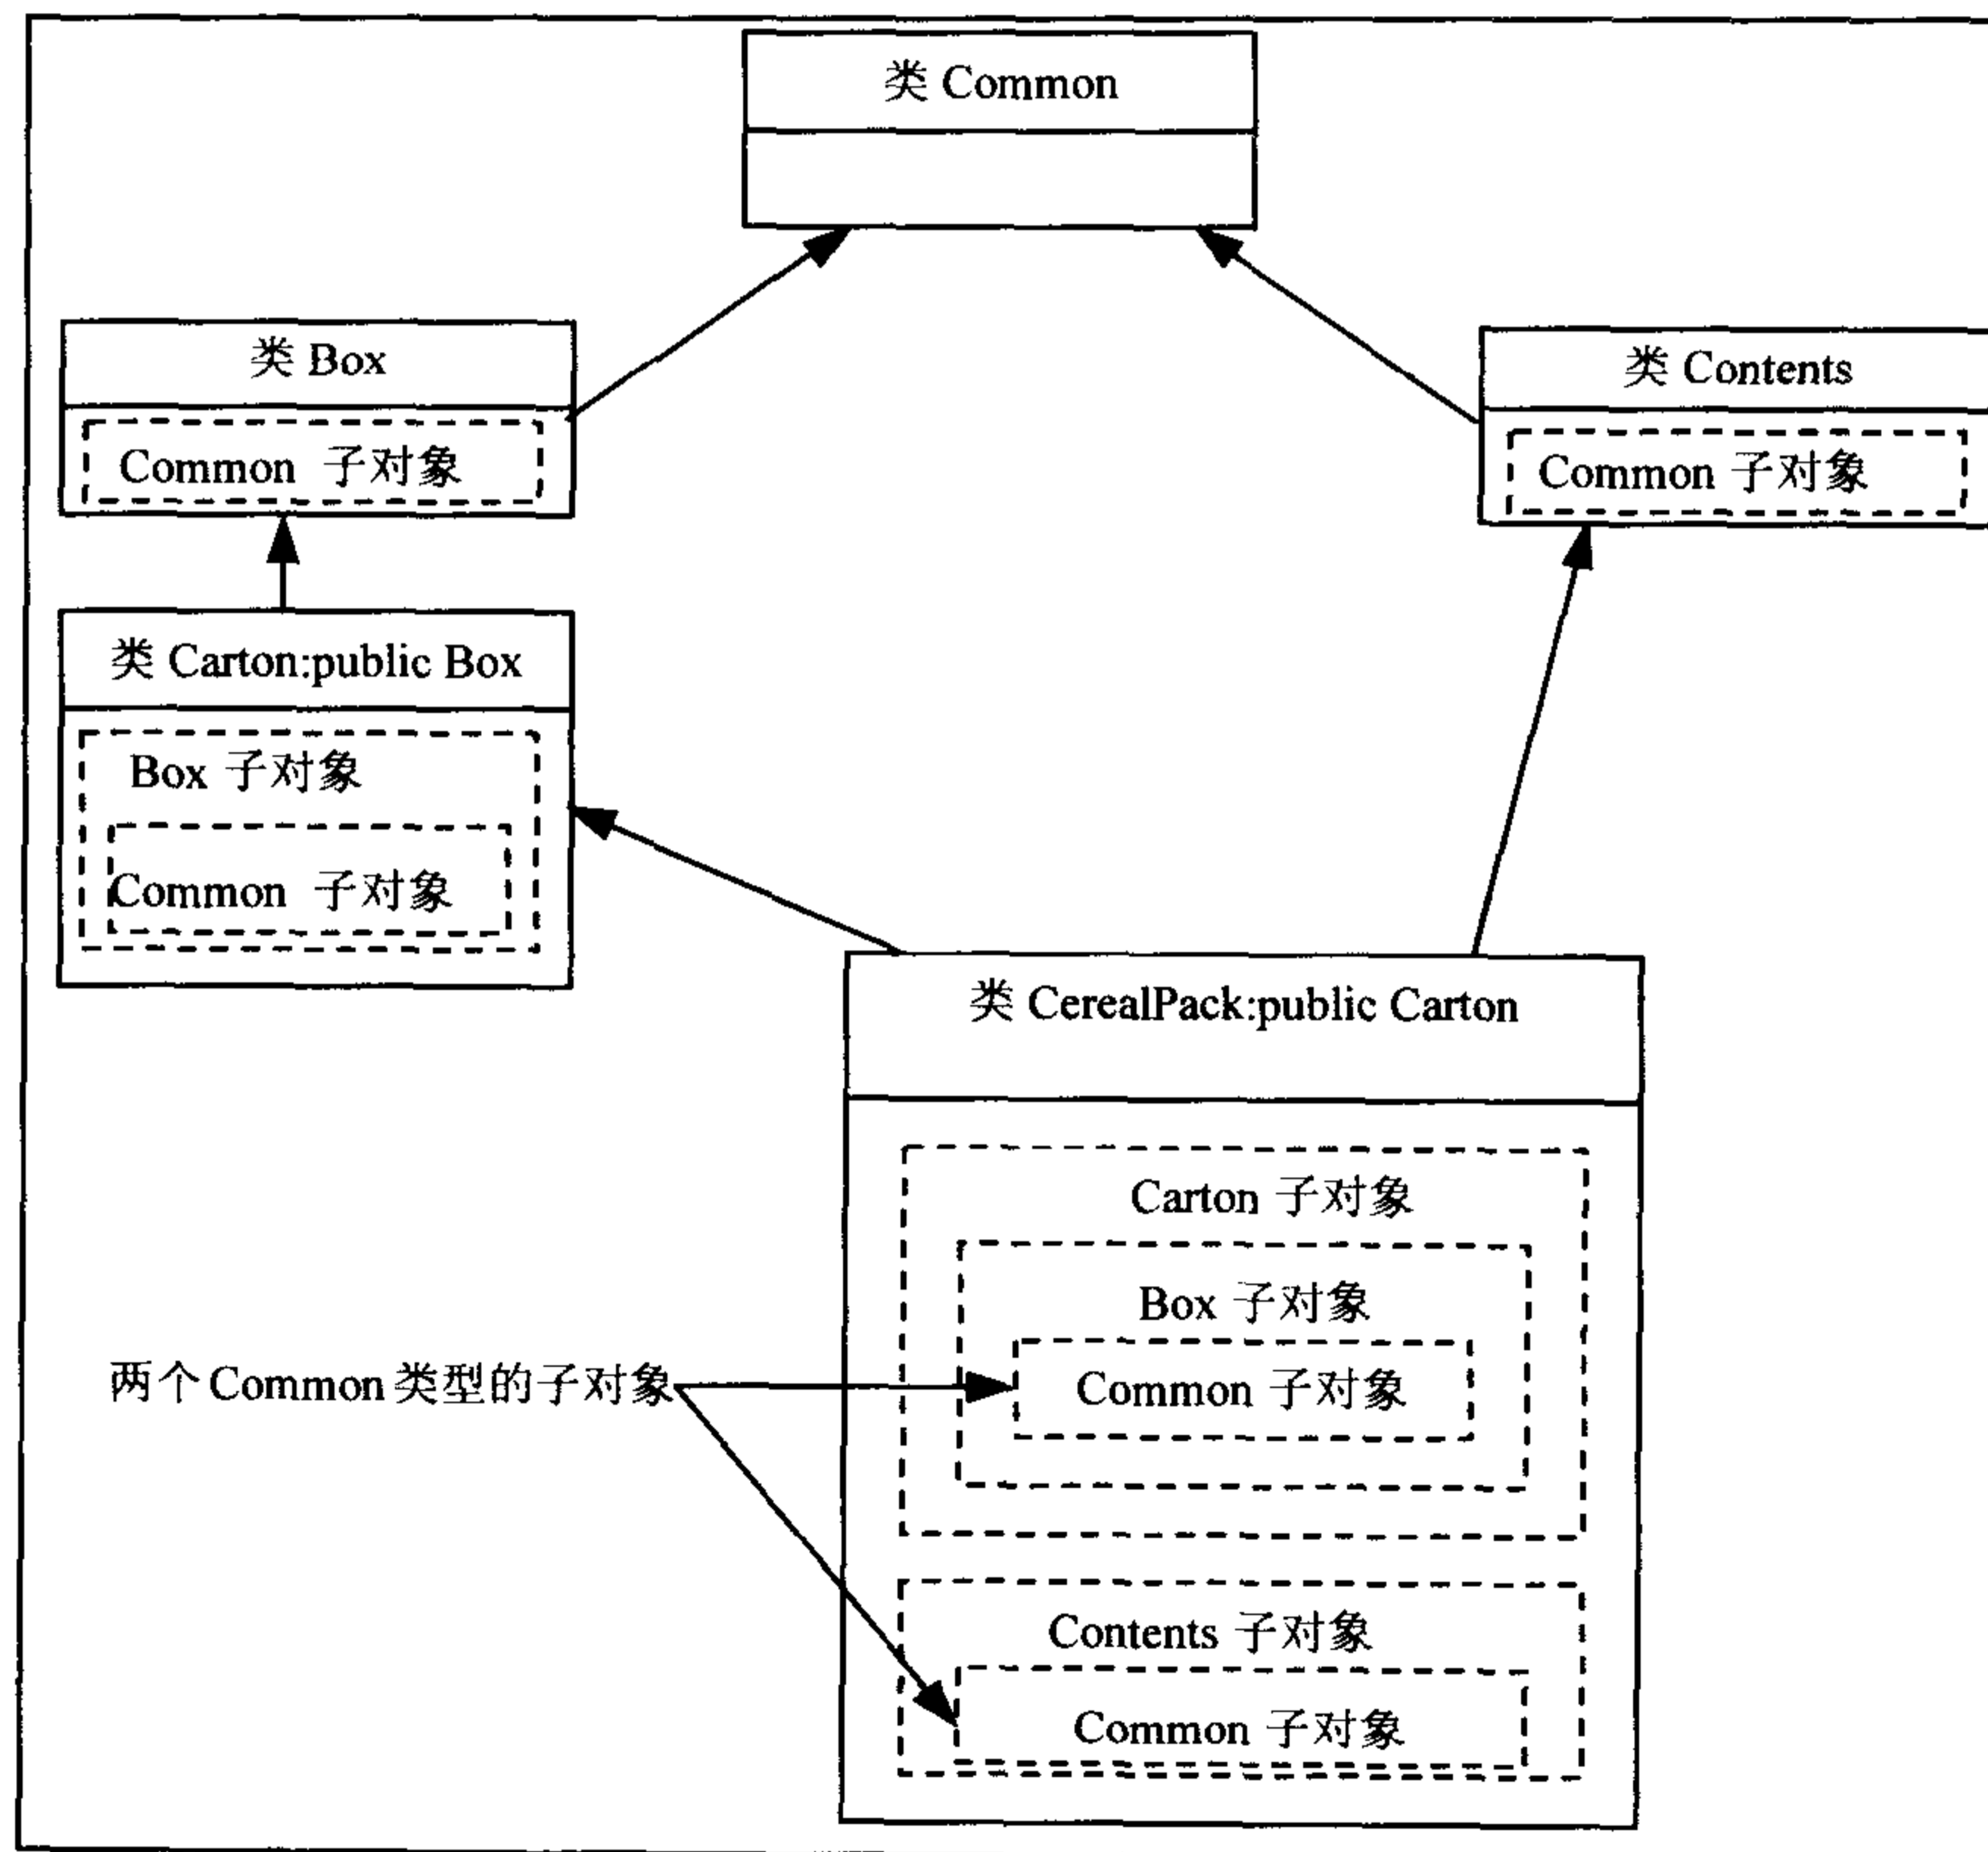 类 Common
类 Box
Common 子对象
类 Contents
Common 子对象
类 Carton:public Box
Box 子对象
Common 子对象
类 CerealPack:public Carton
Carton 子对象
Box 子对象
Common 子对象
两个 Common 类型的子对象
Contents 子对象
Common 子对象